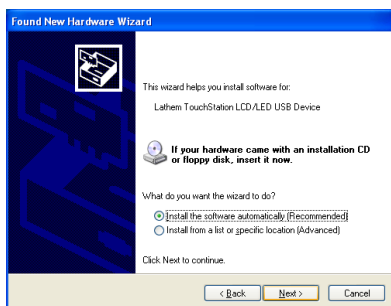 Found New Hardware Wizard
This wizard helps you install software for:
Lathem TouchStation LCD/LED USB Device
If your hardware came with an installation CD
or floppy disk, insert it now.
What do you want the wizard to do?
Install the software automatically (Recommended)
Install from a list or specific location (Advanced)
Click Next to continue.
< Back Next > Cancel